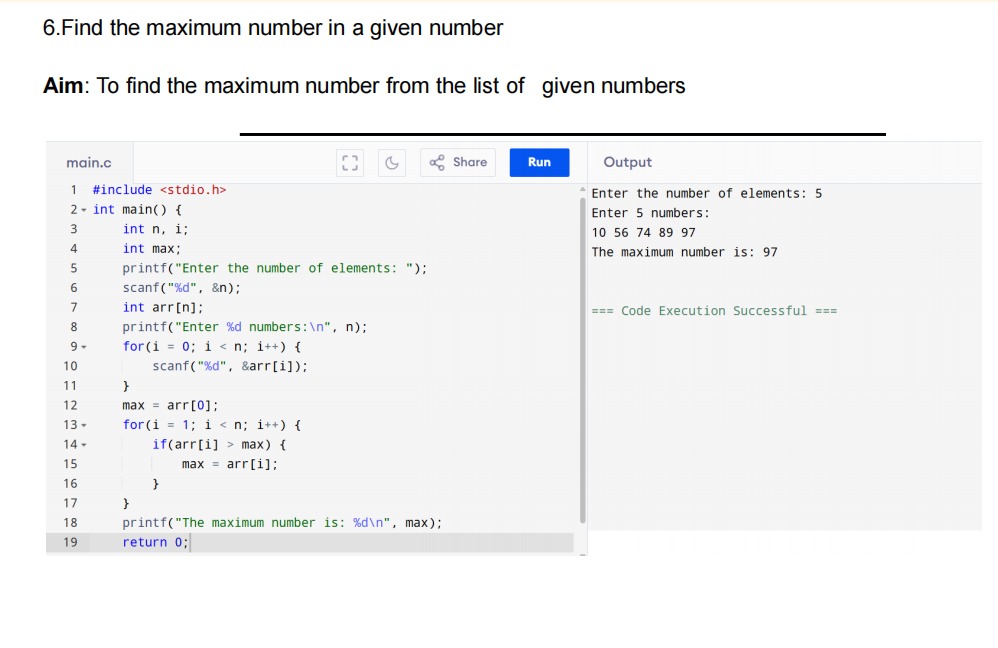 6.Find the maximum number in a given number
Aim: To find the maximum number from the list of given numbers
main.c
Share
Run
Output
1 #include <stdio.h>
2 int main() {
3     int n, i;
4     int max;
5     printf("Enter the number of elements: ");
6     scanf("%d", &n);
7     int arr[n];
8     printf("Enter %d numbers:\n", n);
9     for(i = 0; i < n; i++) {
10         scanf("%d", &arr[i]);
11     }
12     max = arr[0];
13     for(i = 1; i < n; i++) {
14         if(arr[i] > max) {
15             max = arr[i];
16         }
17     }
18     printf("The maximum number is: %d\n", max);
19     return 0;
Enter the number of elements: 5
Enter 5 numbers:
10 56 74 89 97
The maximum number is: 97
=== Code Execution Successful ===